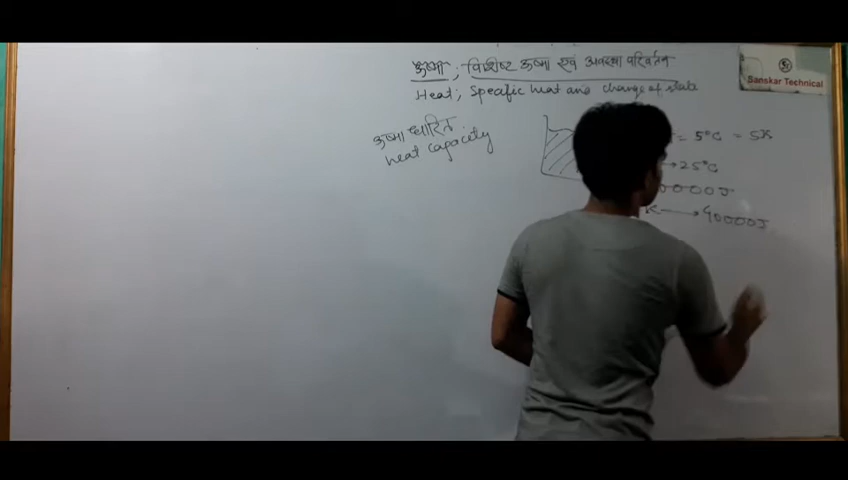 ऊष्मा; विशिष्ट ऊष्मा एवं अवस्था परिवर्तन
Heat; Specific heat and change of state
Sanskar Technical
ऊष्मा धारिता
heat capacity
= 5°C = 5K
→25°C
0000J
K → 40000J